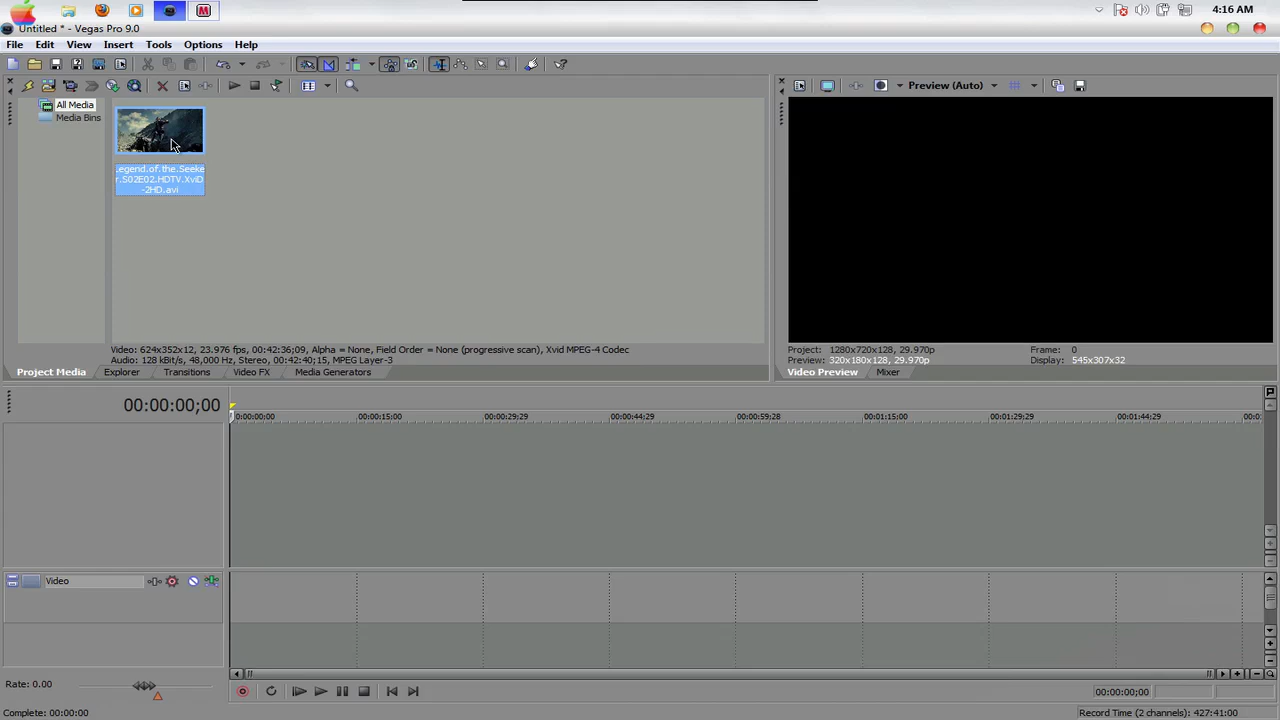 4:16 AM
Untitled * - Vegas Pro 9.0
File Edit View Insert Tools Options Help
Preview (Auto)
All Media
Media Bins
.egend.of.the.Seeke
r.S02E02.HDTV.XviD
-2HD.avi
Video: 624x352x12, 23.976 fps, 00:42:36;09, Alpha = None, Field Order = None (progressive scan), Xvid MPEG-4 Codec
Audio: 128 kBit/s, 48,000 Hz, Stereo, 00:42:40;15, MPEG Layer-3
Project Media Explorer Transitions Video FX Media Generators
Project: 1280x720x128, 29.970p Frame: 0
Preview: 320x180x128, 29.970p Display: 545x307x32
Video Preview Mixer
00:00:00;00
0:00:00;00 00:00:15;00 00:00:29;29 00:00:44;29 00:00:59;28 00:01:15;00 00:01:29;29 00:01:44;29 00:0
Video
Rate: 0.00
00:00:00;00
Complete: 00:00:00 Record Time (2 channels): 427:41:00